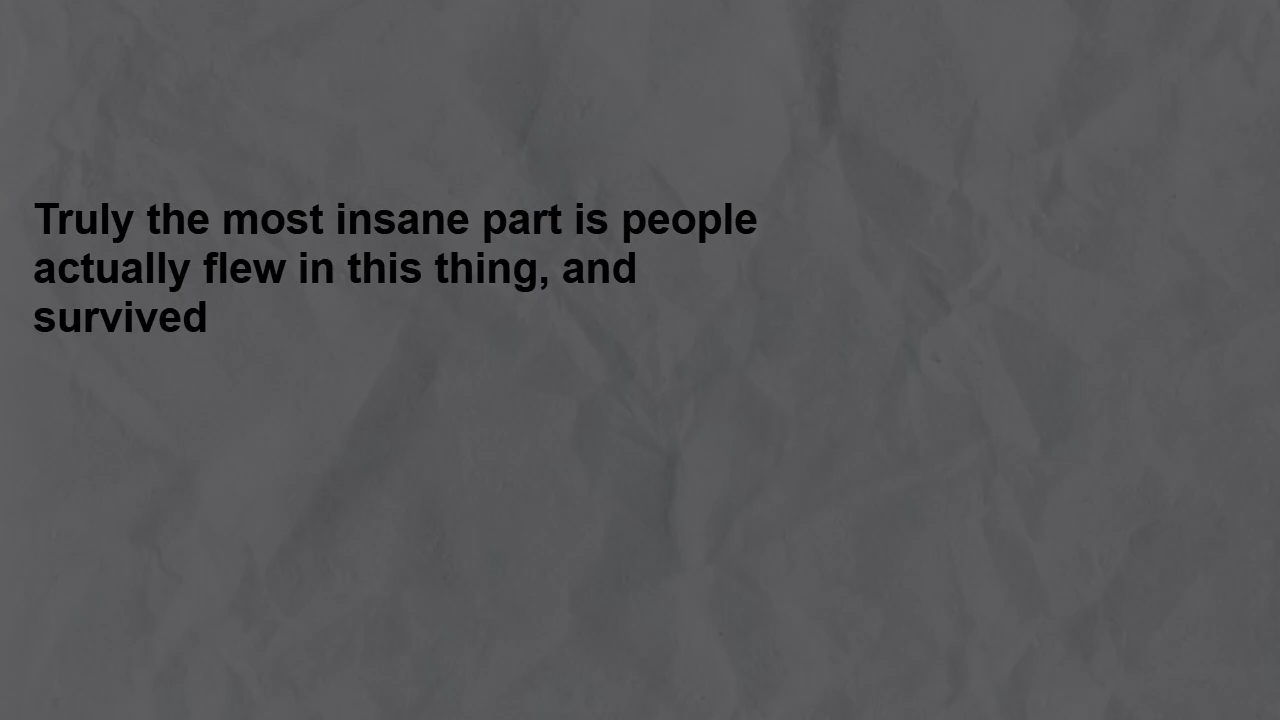 Truly the most insane part is people
actually flew in this thing, and
survived